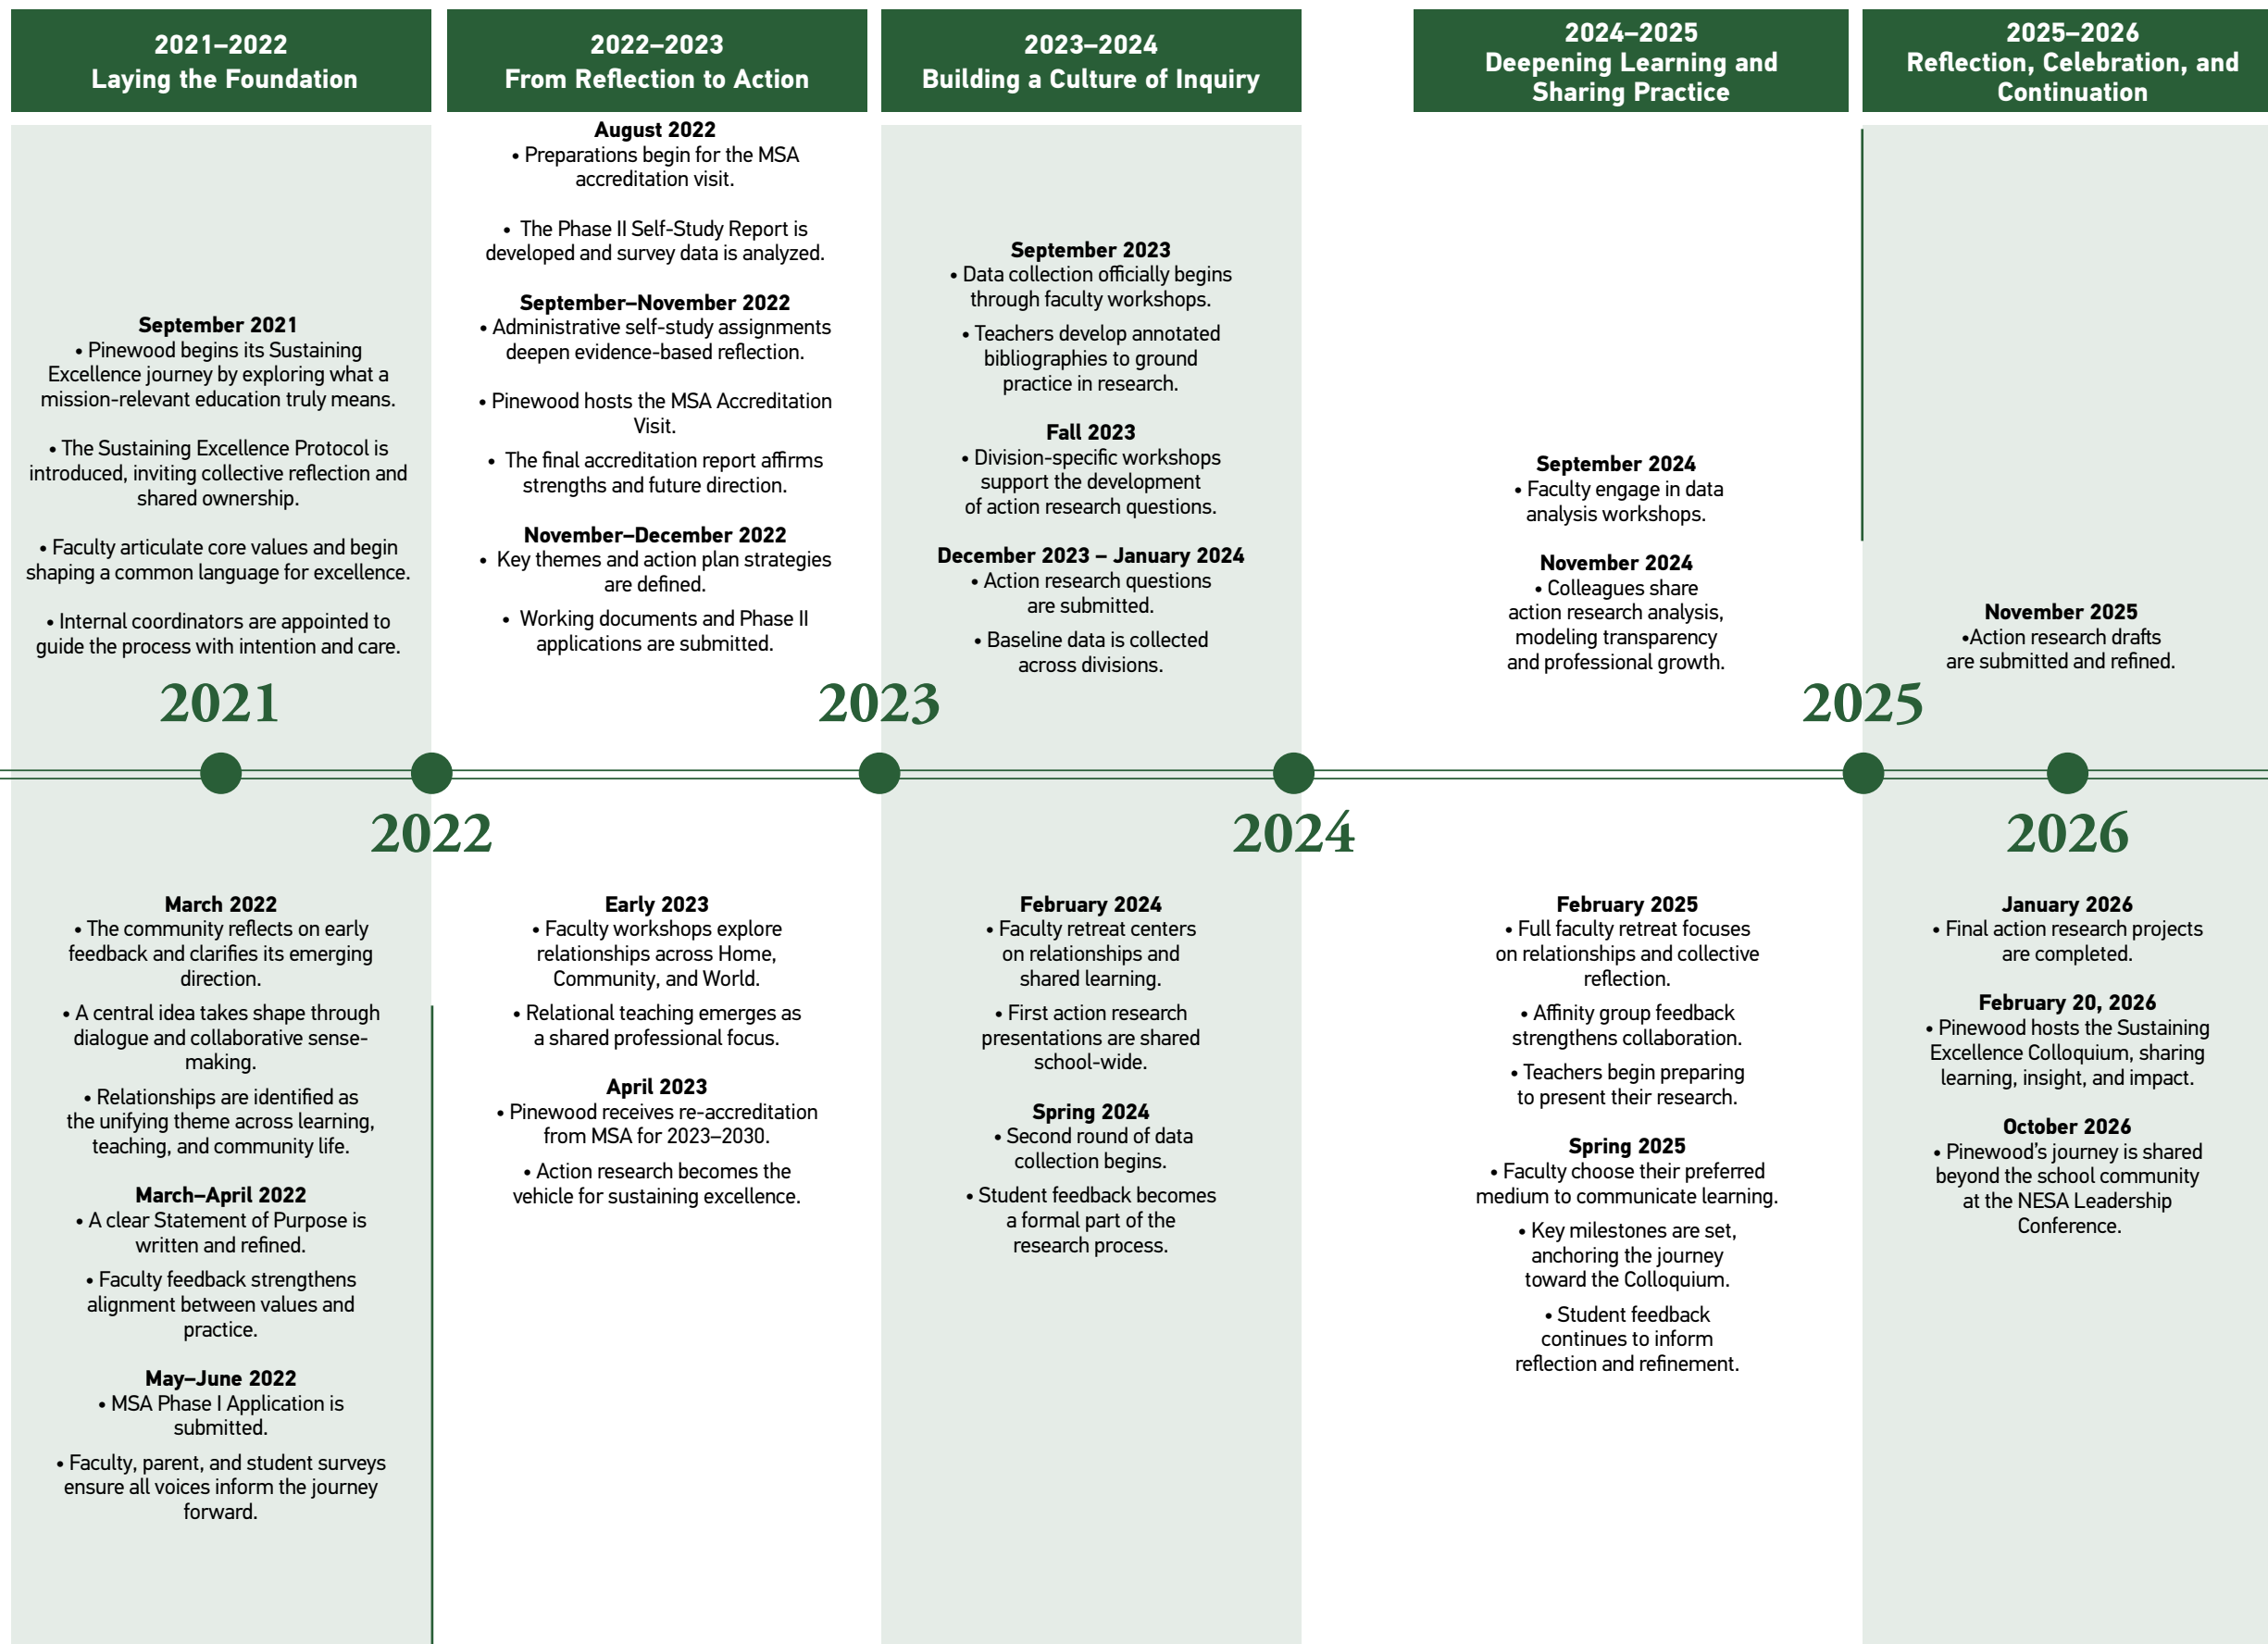 2021–2022
Laying the Foundation
September 2021
• Pinewood begins its Sustaining
Excellence journey by exploring what a
mission-relevant education truly means.
• The Sustaining Excellence Protocol is
introduced, inviting collective reflection and
shared ownership.
• Faculty articulate core values and begin
shaping a common language for excellence.
• Internal coordinators are appointed to
guide the process with intention and care.
2021
2022
March 2022
• The community reflects on early
feedback and clarifies its emerging
direction.
• A central idea takes shape through
dialogue and collaborative sense-
making.
• Relationships are identified as
the unifying theme across learning,
teaching, and community life.
March–April 2022
• A clear Statement of Purpose is
written and refined.
• Faculty feedback strengthens
alignment between values and
practice.
May–June 2022
• MSA Phase I Application is
submitted.
• Faculty, parent, and student surveys
ensure all voices inform the journey
forward.
2022–2023
From Reflection to Action
August 2022
• Preparations begin for the MSA
accreditation visit.
• The Phase II Self-Study Report is
developed and survey data is analyzed.
September–November 2022
• Administrative self-study assignments
deepen evidence-based reflection.
• Pinewood hosts the MSA Accreditation
Visit.
• The final accreditation report affirms
strengths and future direction.
November–December 2022
• Key themes and action plan strategies
are defined.
• Working documents and Phase II
applications are submitted.
2023
Early 2023
• Faculty workshops explore
relationships across Home,
Community, and World.
• Relational teaching emerges as
a shared professional focus.
April 2023
• Pinewood receives re-accreditation
from MSA for 2023–2030.
• Action research becomes the
vehicle for sustaining excellence.
2023–2024
Building a Culture of Inquiry
September 2023
• Data collection officially begins
through faculty workshops.
• Teachers develop annotated
bibliographies to ground
practice in research.
Fall 2023
• Division-specific workshops
support the development
of action research questions.
December 2023 – January 2024
• Action research questions
are submitted.
• Baseline data is collected
across divisions.
2024
February 2024
• Faculty retreat centers
on relationships and
shared learning.
• First action research
presentations are shared
school-wide.
Spring 2024
• Second round of data
collection begins.
• Student feedback becomes
a formal part of the
research process.
2024–2025
Deepening Learning and
Sharing Practice
September 2024
• Faculty engage in data
analysis workshops.
November 2024
• Colleagues share
action research analysis,
modeling transparency
and professional growth.
2025
February 2025
• Full faculty retreat focuses
on relationships and collective
reflection.
• Affinity group feedback
strengthens collaboration.
• Teachers begin preparing
to present their research.
Spring 2025
• Faculty choose their preferred
medium to communicate learning.
• Key milestones are set,
anchoring the journey
toward the Colloquium.
• Student feedback
continues to inform
reflection and refinement.
2025–2026
Reflection, Celebration, and
Continuation
November 2025
•Action research drafts
are submitted and refined.
2026
January 2026
• Final action research projects
are completed.
February 20, 2026
• Pinewood hosts the Sustaining
Excellence Colloquium, sharing
learning, insight, and impact.
October 2026
• Pinewood’s journey is shared
beyond the school community
at the NESA Leadership
Conference.